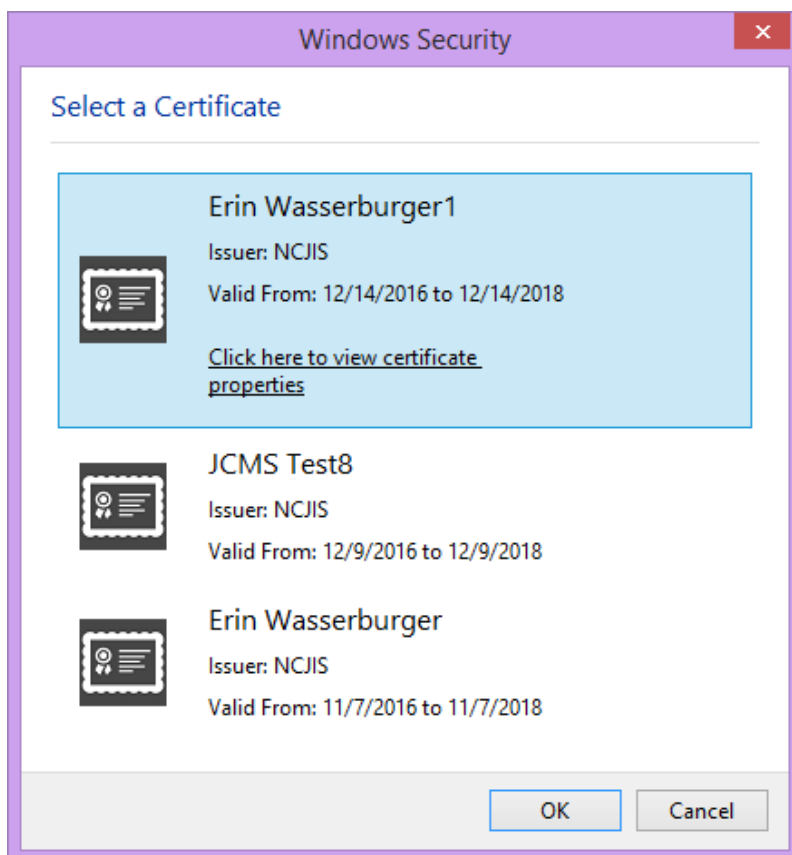 Windows Security
Select a Certificate
Erin Wasserburger1
Issuer: NCJIS
Valid From: 12/14/2016 to 12/14/2018
Click here to view certificate
properties
JCMS Test8
Issuer: NCJIS
Valid From: 12/9/2016 to 12/9/2018
Erin Wasserburger
Issuer: NCJIS
Valid From: 11/7/2016 to 11/7/2018
OK Cancel